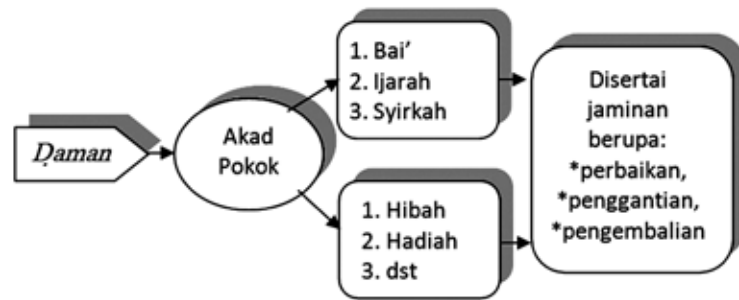 Ḍaman
Akad
Pokok
1. Bai’
2. Ijarah
3. Syirkah
1. Hibah
2. Hadiah
3. dst
Disertai
jaminan
berupa:
*perbaikan,
*penggantian,
*pengembalian